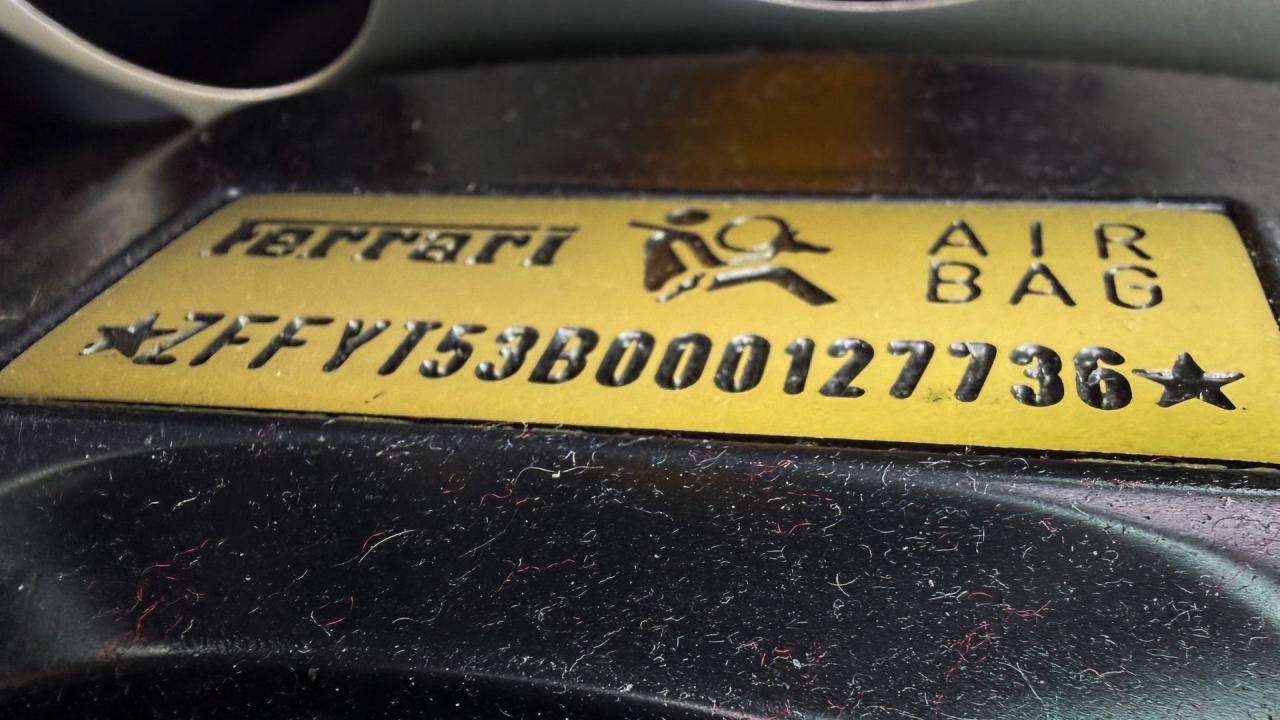 Ferrari
AIR
BAG
★ZFFYT53B000127736★